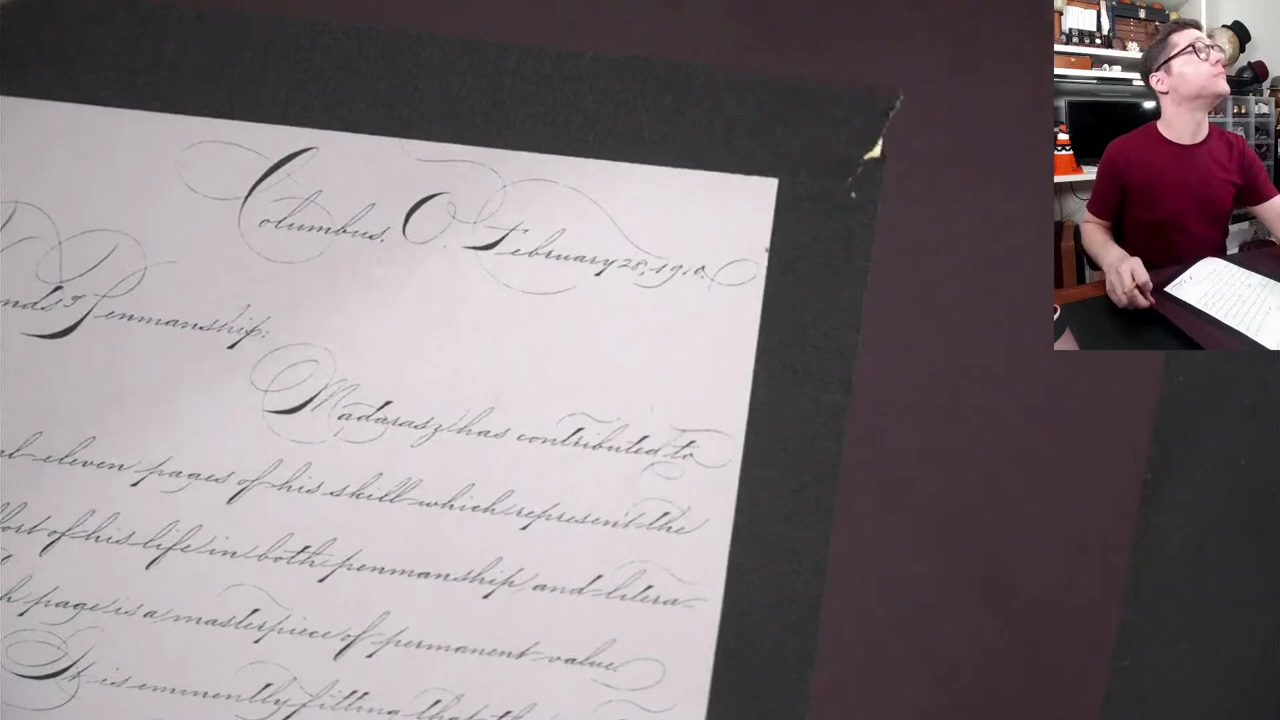 Columbus, O. February 28, 1910.
nds of Penmanship:
Madarasz has contributed to
eleven pages of his skill which represent the
of his life in both penmanship and litera-
page is a masterpiece of permanent value.
It is eminently fitting that